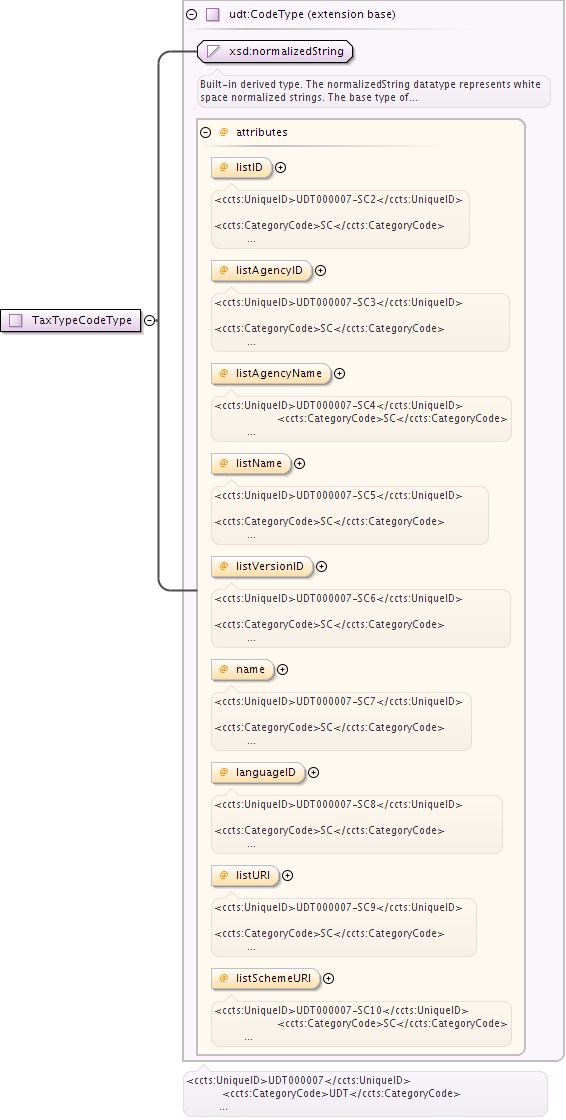 udt:CodeType (extension base)
xsd:normalizedString
Built-in derived type. The normalizedString datatype represents white
space normalized strings. The base type of...
@ attributes
@ listID
<ccts:UniqueID>UDT000007-SC2</ccts:UniqueID>
<ccts:CategoryCode>SC</ccts:CategoryCode>
...
@ listAgencyID
<ccts:UniqueID>UDT000007-SC3</ccts:UniqueID>
<ccts:CategoryCode>SC</ccts:CategoryCode>
...
TaxTypeCodeType
@ listAgencyName
<ccts:UniqueID>UDT000007-SC4</ccts:UniqueID>
<ccts:CategoryCode>SC</ccts:CategoryCode>
...
@ listName
<ccts:UniqueID>UDT000007-SC5</ccts:UniqueID>
<ccts:CategoryCode>SC</ccts:CategoryCode>
...
@ listVersionID
<ccts:UniqueID>UDT000007-SC6</ccts:UniqueID>
<ccts:CategoryCode>SC</ccts:CategoryCode>
...
@ name
<ccts:UniqueID>UDT000007-SC7</ccts:UniqueID>
<ccts:CategoryCode>SC</ccts:CategoryCode>
...
@ languageID
<ccts:UniqueID>UDT000007-SC8</ccts:UniqueID>
<ccts:CategoryCode>SC</ccts:CategoryCode>
...
@ listURI
<ccts:UniqueID>UDT000007-SC9</ccts:UniqueID>
<ccts:CategoryCode>SC</ccts:CategoryCode>
...
@ listSchemeURI
<ccts:UniqueID>UDT000007-SC10</ccts:UniqueID>
<ccts:CategoryCode>SC</ccts:CategoryCode>
...
<ccts:UniqueID>UDT000007</ccts:UniqueID>
<ccts:CategoryCode>UDT</ccts:CategoryCode>
...